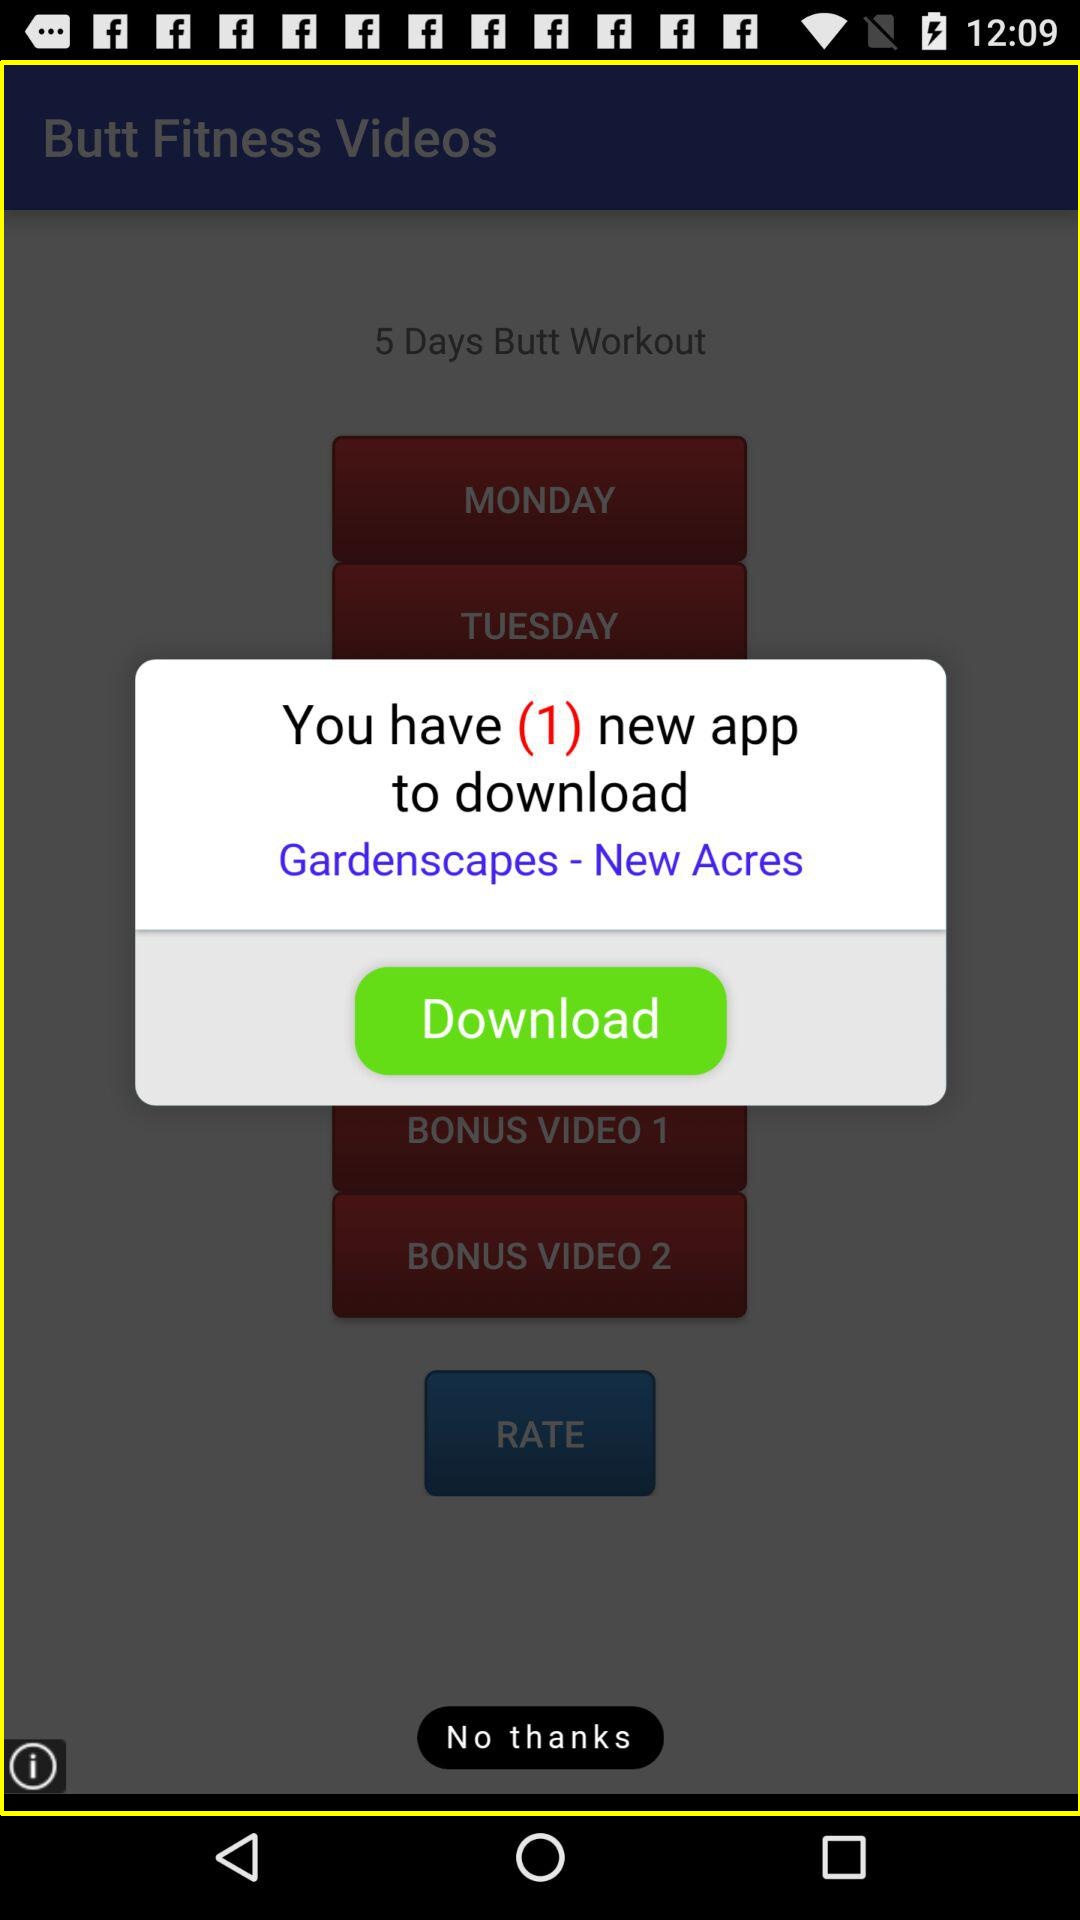 12:09
Butt Fitness Videos
5 Days Butt Workout
MONDAY
TUESDAY
You have (1) new app
to download
Gardenscapes - New Acres
Download
BONUS VIDEO 1
BONUS VIDEO 2
RATE
No thanks